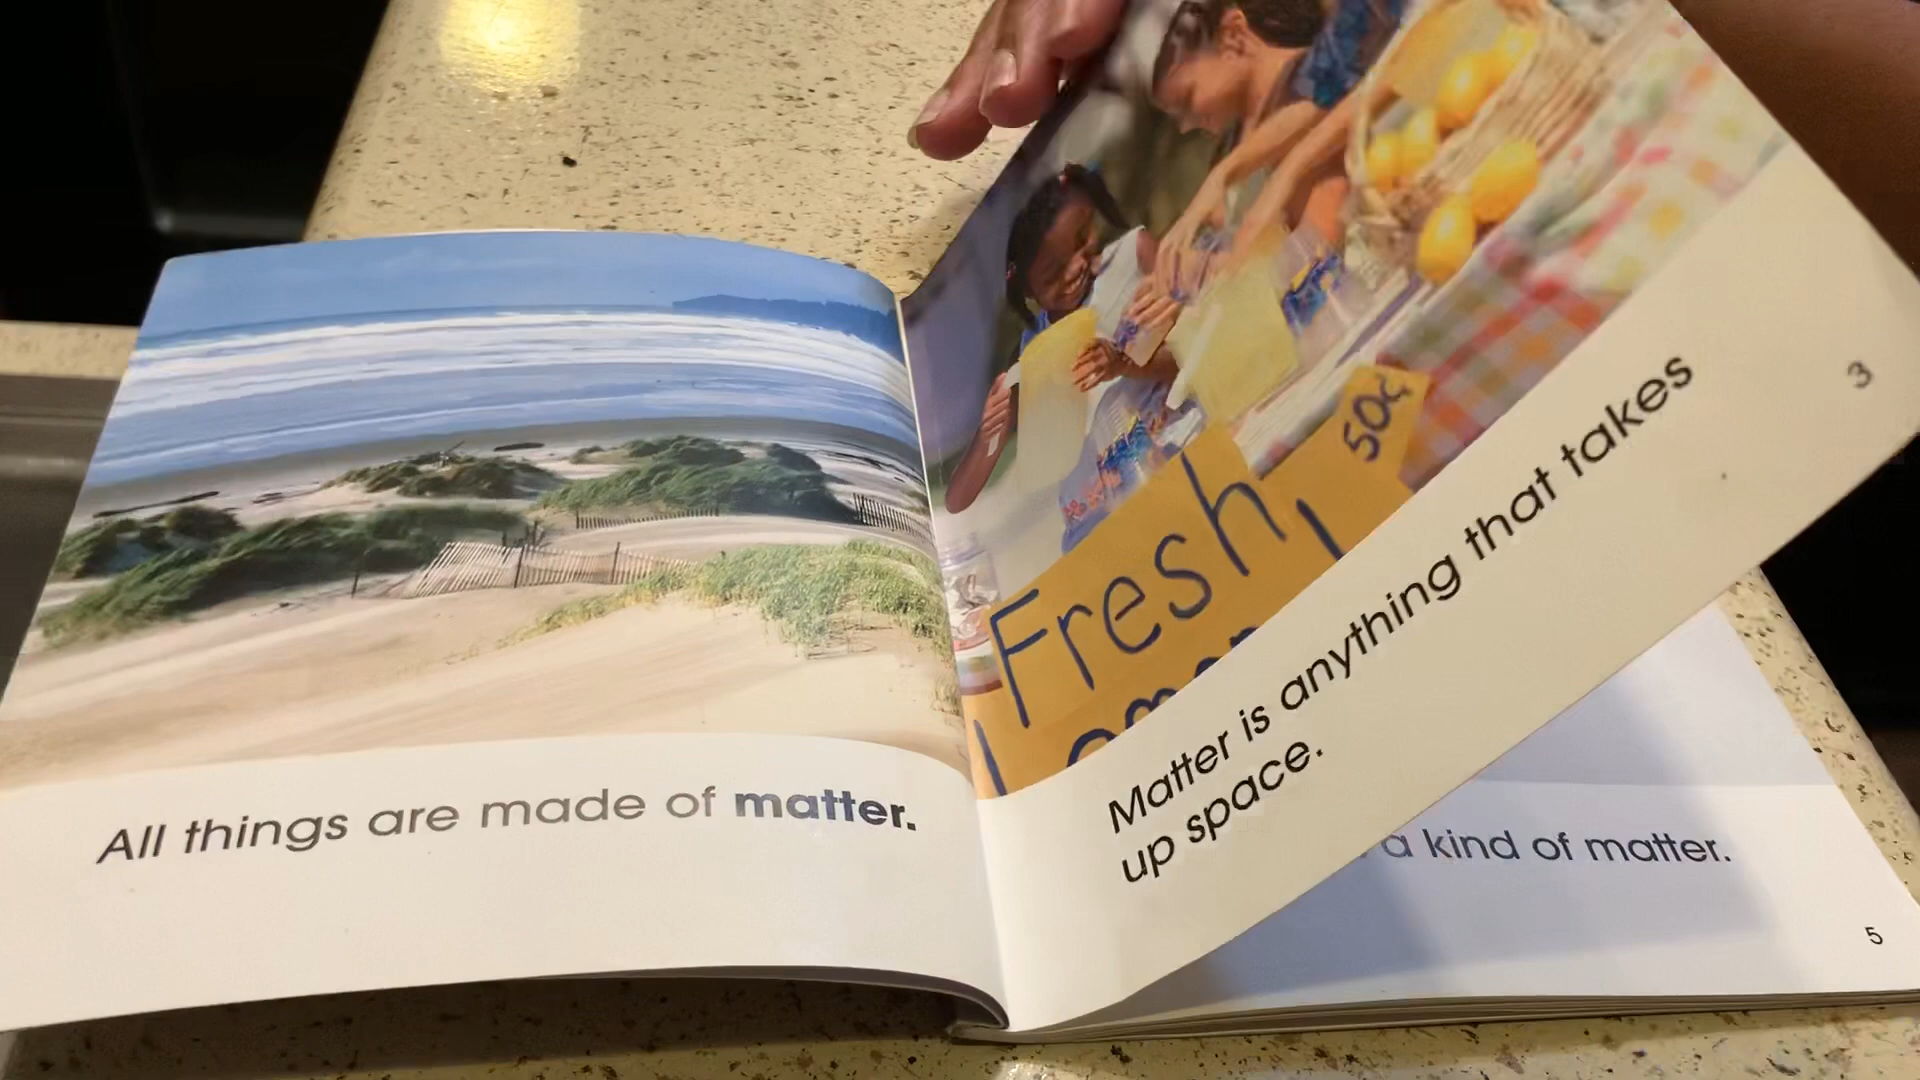 All things are made of matter.
Fresh
50¢
Matter is anything that takes
up space.
3
a kind of matter.
5